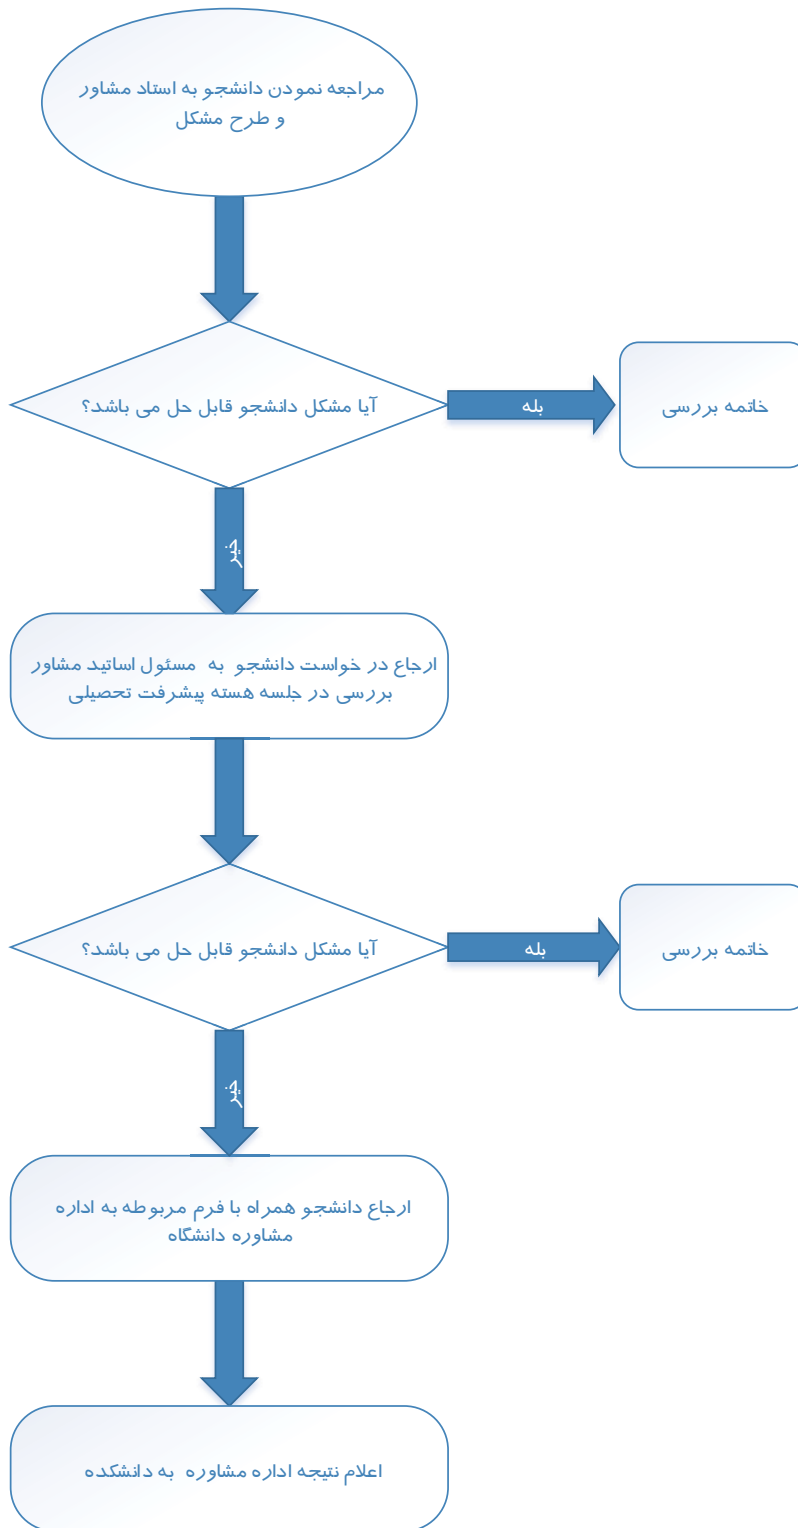 مراجعه نمودن دانشجو به استاد مشاور
و طرح مشکل
آیا مشکل دانشجو قابل حل می باشد؟
بله
خاتمه بررسی
خیر
ارجاع در خواست دانشجو به مسئول اساتید مشاور
بررسی در جلسه هسته پیشرفت تحصیلی
آیا مشکل دانشجو قابل حل می باشد؟
بله
خاتمه بررسی
خیر
ارجاع دانشجو همراه با فرم مربوطه به اداره
مشاوره دانشگاه
اعلام نتیجه اداره مشاوره به دانشکده